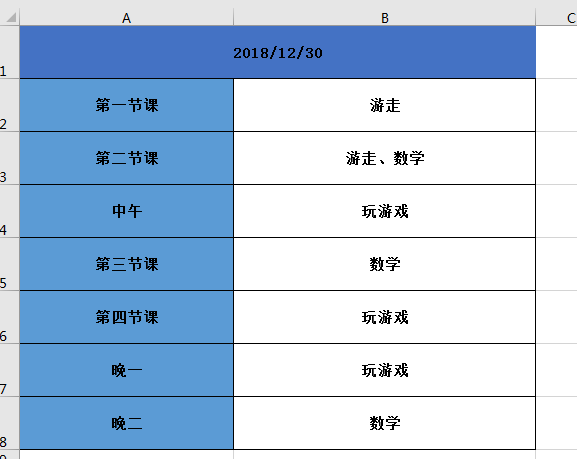 A B C
1 2018/12/30
2 第一节课 游走
3 第二节课 游走、数学
4 中午 玩游戏
5 第三节课 数学
6 第四节课 玩游戏
7 晚一 玩游戏
8 晚二 数学